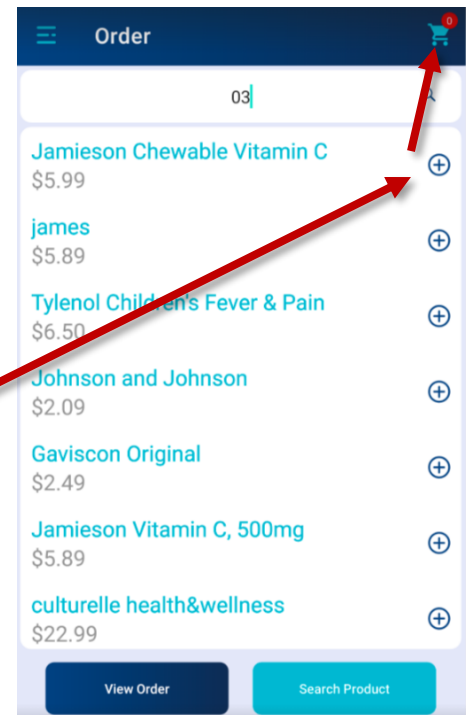 Order
0
03
Jamieson Chewable Vitamin C
$5.99
james
$5.89
Tylenol Children's Fever & Pain
$6.50
Johnson and Johnson
$2.09
Gaviscon Original
$2.49
Jamieson Vitamin C, 500mg
$5.89
culturelle health&wellness
$22.99
View Order
Search Product